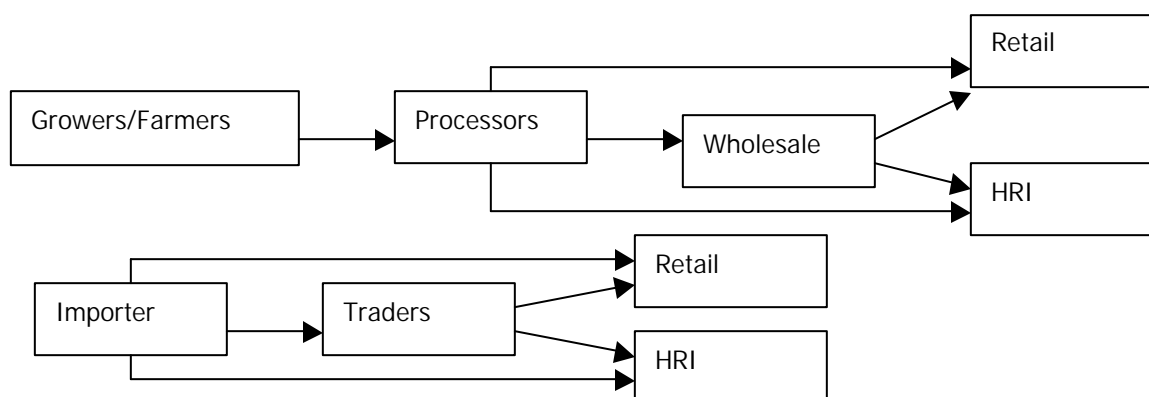 Retail
Growers/Farmers
Processors
Wholesale
HRI
Retail
Importer
Traders
HRI